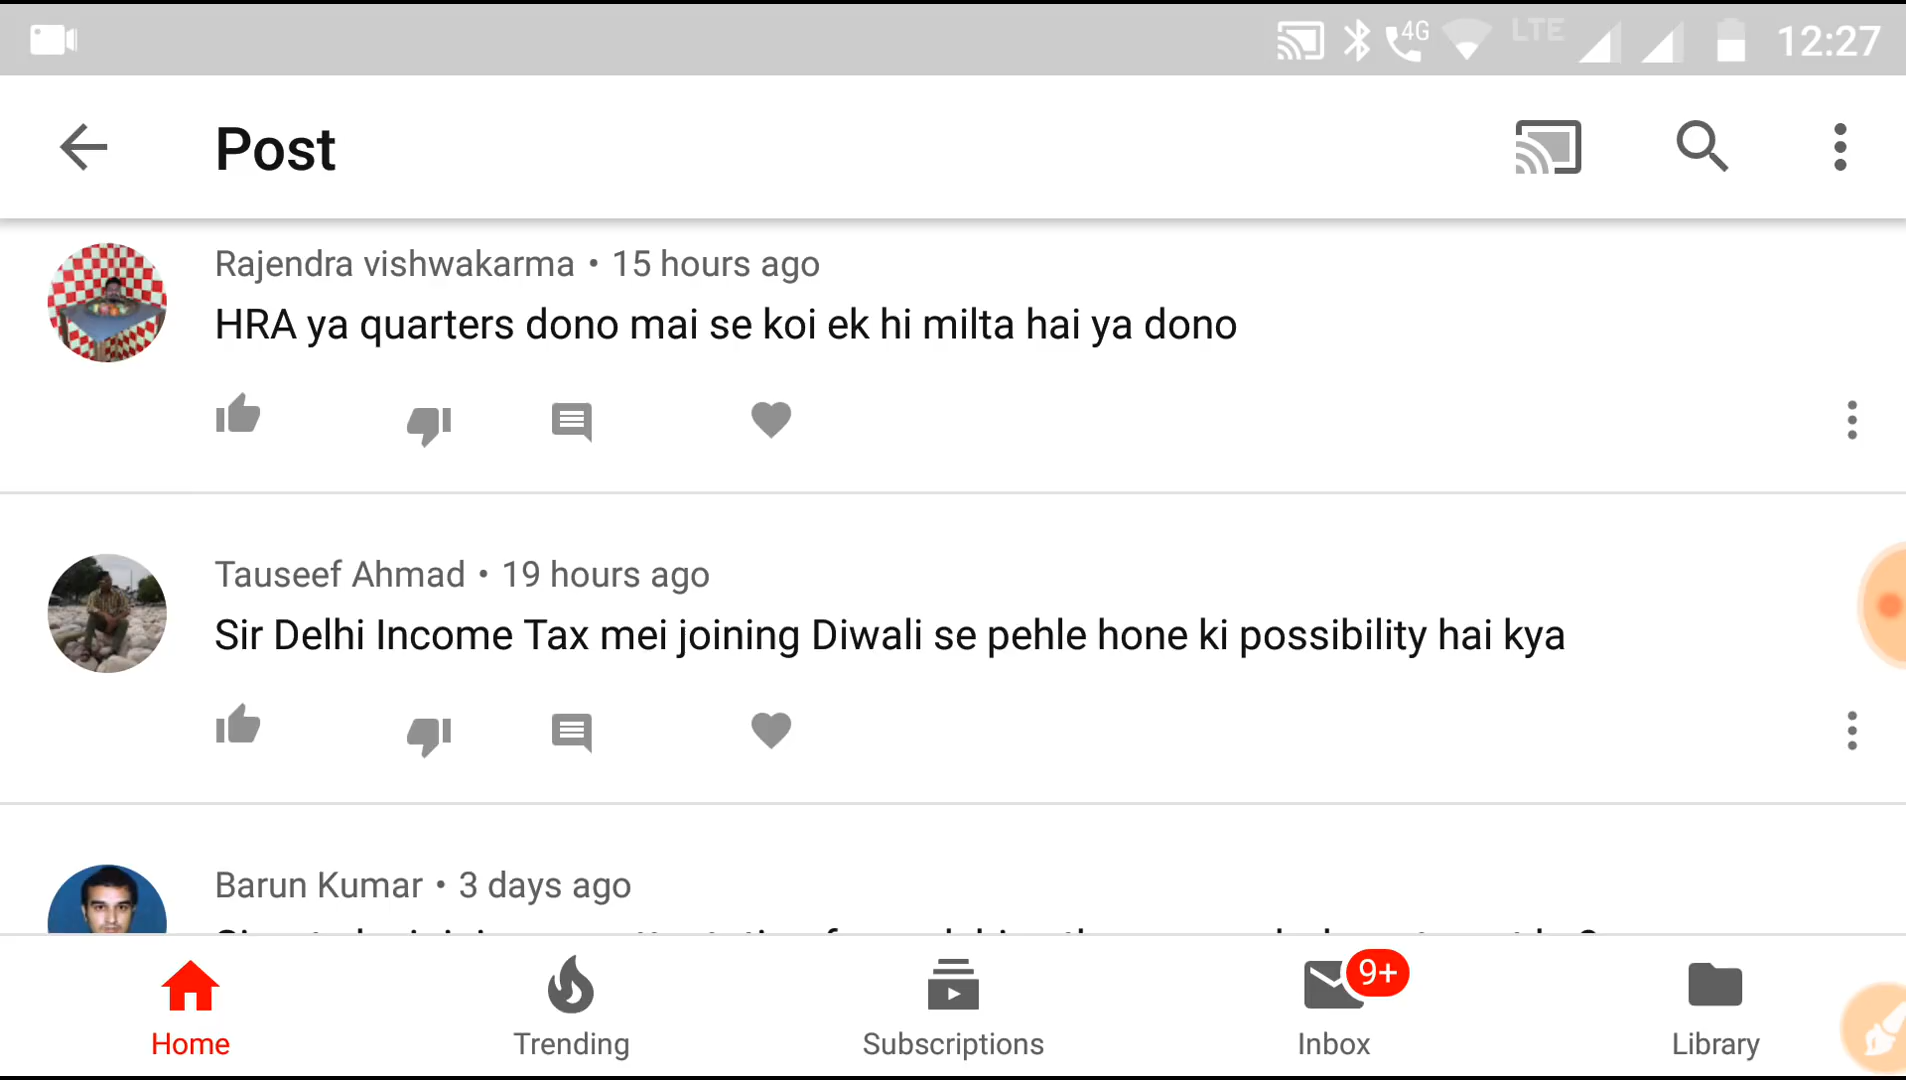 4G LTE 12:27
Post
Rajendra vishwakarma • 15 hours ago
HRA ya quarters dono mai se koi ek hi milta hai ya dono
Tauseef Ahmad • 19 hours ago
Sir Delhi Income Tax mei joining Diwali se pehle hone ki possibility hai kya
Barun Kumar • 3 days ago
9+
Home Trending Subscriptions Inbox Library